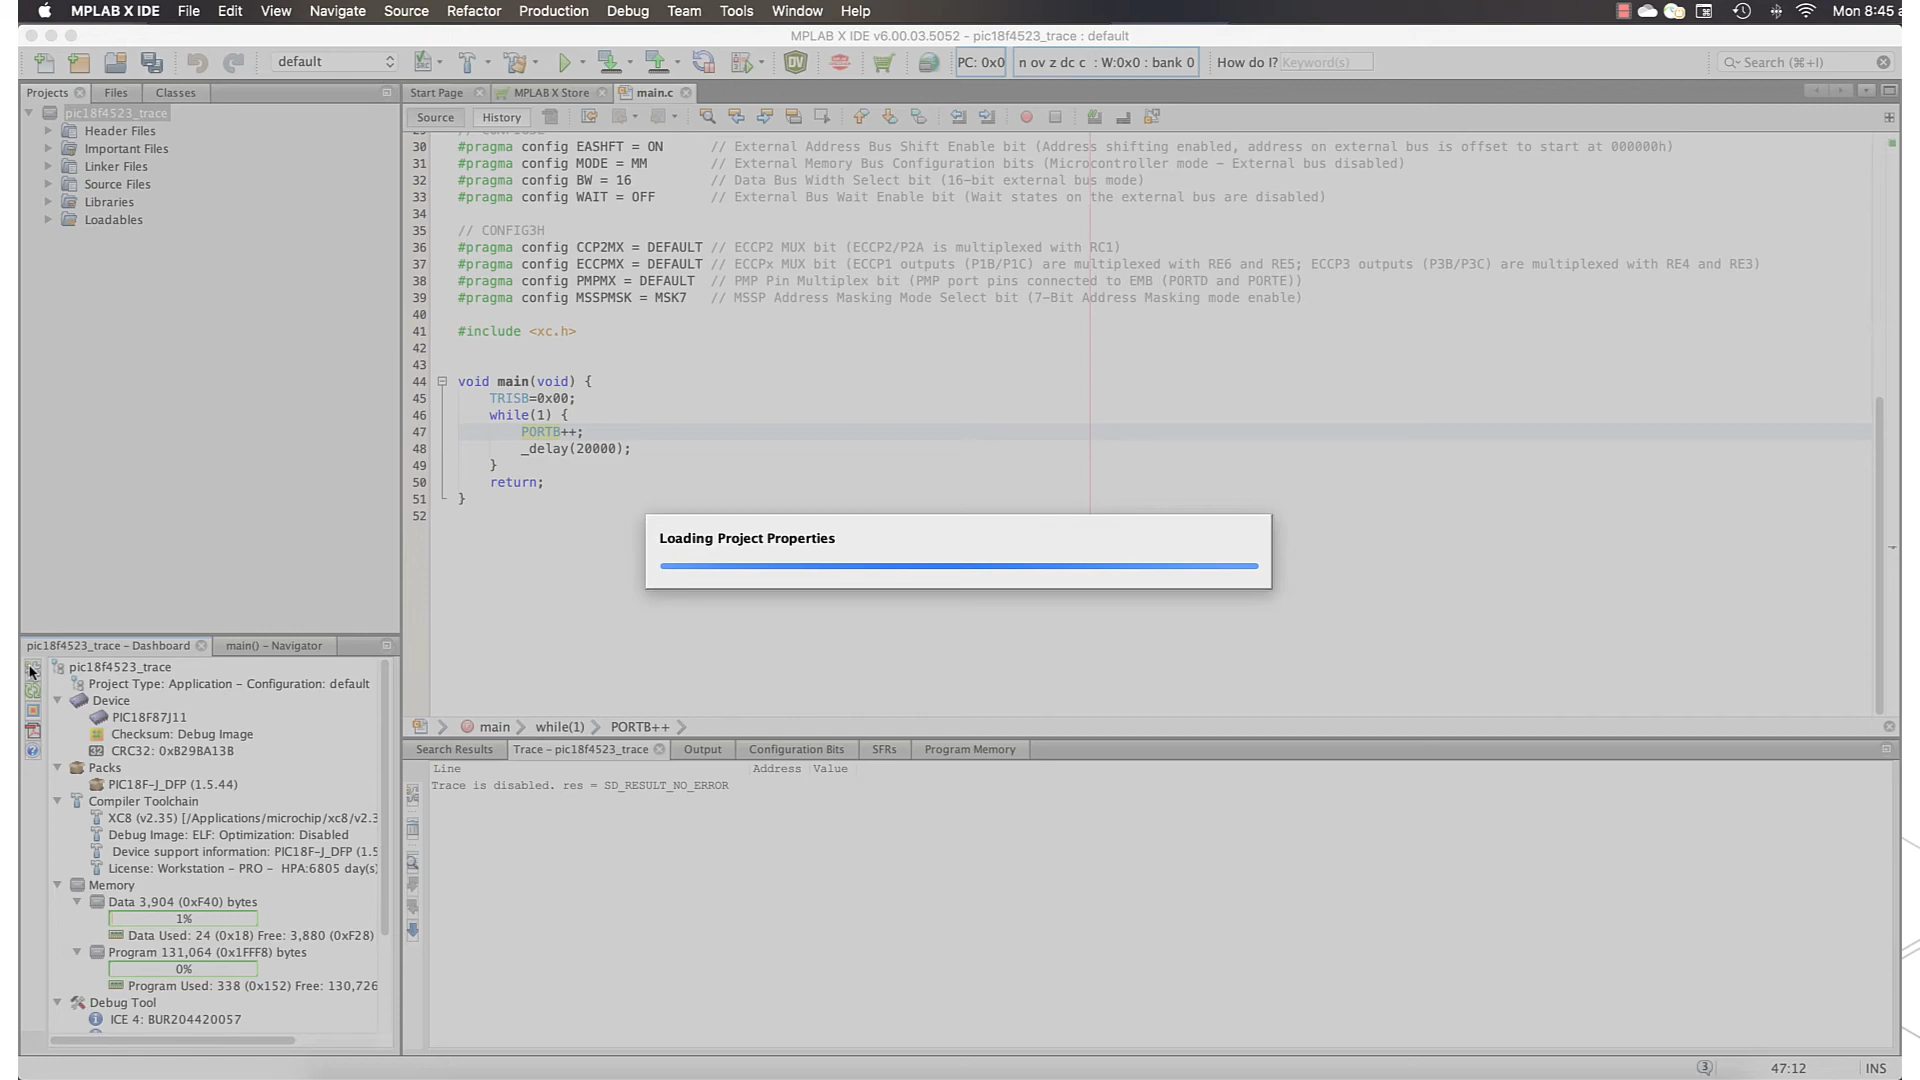 MPLAB X IDE File Edit View Navigate Source Refactor Production Debug Team Tools Window Help Mon 8:45
MPLAB X IDE v6.00.03.5052 - pic18f4523_trace : default
default
PC: 0x0
n ov z dc c : W:0x0 : bank 0
How do I? Keyword(s)
Search (⌘+I)
Projects Files Classes
pic18f4523_trace
Header Files
Important Files
Linker Files
Source Files
Libraries
Loadables
Start Page MPLAB X Store main.c
Source History
30 #pragma config EASHFT = ON // External Address Bus Shift Enable bit (Address shifting enabled, address on external bus is offset to start at 000000h)
31 #pragma config MODE = MM // External Memory Bus Configuration bits (Microcontroller mode - External bus disabled)
32 #pragma config BW = 16 // Data Bus Width Select bit (16-bit external bus mode)
33 #pragma config WAIT = OFF // External Bus Wait Enable bit (Wait states on the external bus are disabled)
34
35 // CONFIG3H
36 #pragma config CCP2MX = DEFAULT // ECCP2 MUX bit (ECCP2/P2A is multiplexed with RC1)
37 #pragma config ECCPMX = DEFAULT // ECCPx MUX bit (ECCP1 outputs (P1B/P1C) are multiplexed with RE6 and RE5; ECCP3 outputs (P3B/P3C) are multiplexed with RE4 and RE3)
38 #pragma config PMPMX = DEFAULT // PMP Pin Multiplex bit (PMP port pins connected to EMB (PORTD and PORTE))
39 #pragma config MSSPMSK = MSK7 // MSSP Address Masking Mode Select bit (7-Bit Address Masking mode enable)
40
41 #include <xc.h>
42
43
44 void main(void) {
45 TRISB=0x00;
46 while(1) {
47 PORTB++;
48 _delay(20000);
49 }
50 return;
51 }
52
Loading Project Properties
main while(1) PORTB++
pic18f4523_trace - Dashboard main() - Navigator
pic18f4523_trace
Project Type: Application - Configuration: default
Device
PIC18F87J11
Checksum: Debug Image
32 CRC32: 0xB29BA13B
Packs
PIC18F-J_DFP (1.5.44)
Compiler Toolchain
XC8 (v2.35) [/Applications/microchip/xc8/v2.3
Debug Image: ELF: Optimization: Disabled
Device support information: PIC18F-J_DFP (1.5
License: Workstation - PRO - HPA:6805 day(s)
Memory
Data 3,904 (0xF40) bytes
1%
Data Used: 24 (0x18) Free: 3,880 (0xF28)
Program 131,064 (0x1FFF8) bytes
0%
Program Used: 338 (0x152) Free: 130,726
Debug Tool
ICE 4: BUR204420057
Search Results Trace - pic18f4523_trace Output Configuration Bits SFRs Program Memory
Line Address Value
Trace is disabled. res = SD_RESULT_NO_ERROR
3 47:12 INS